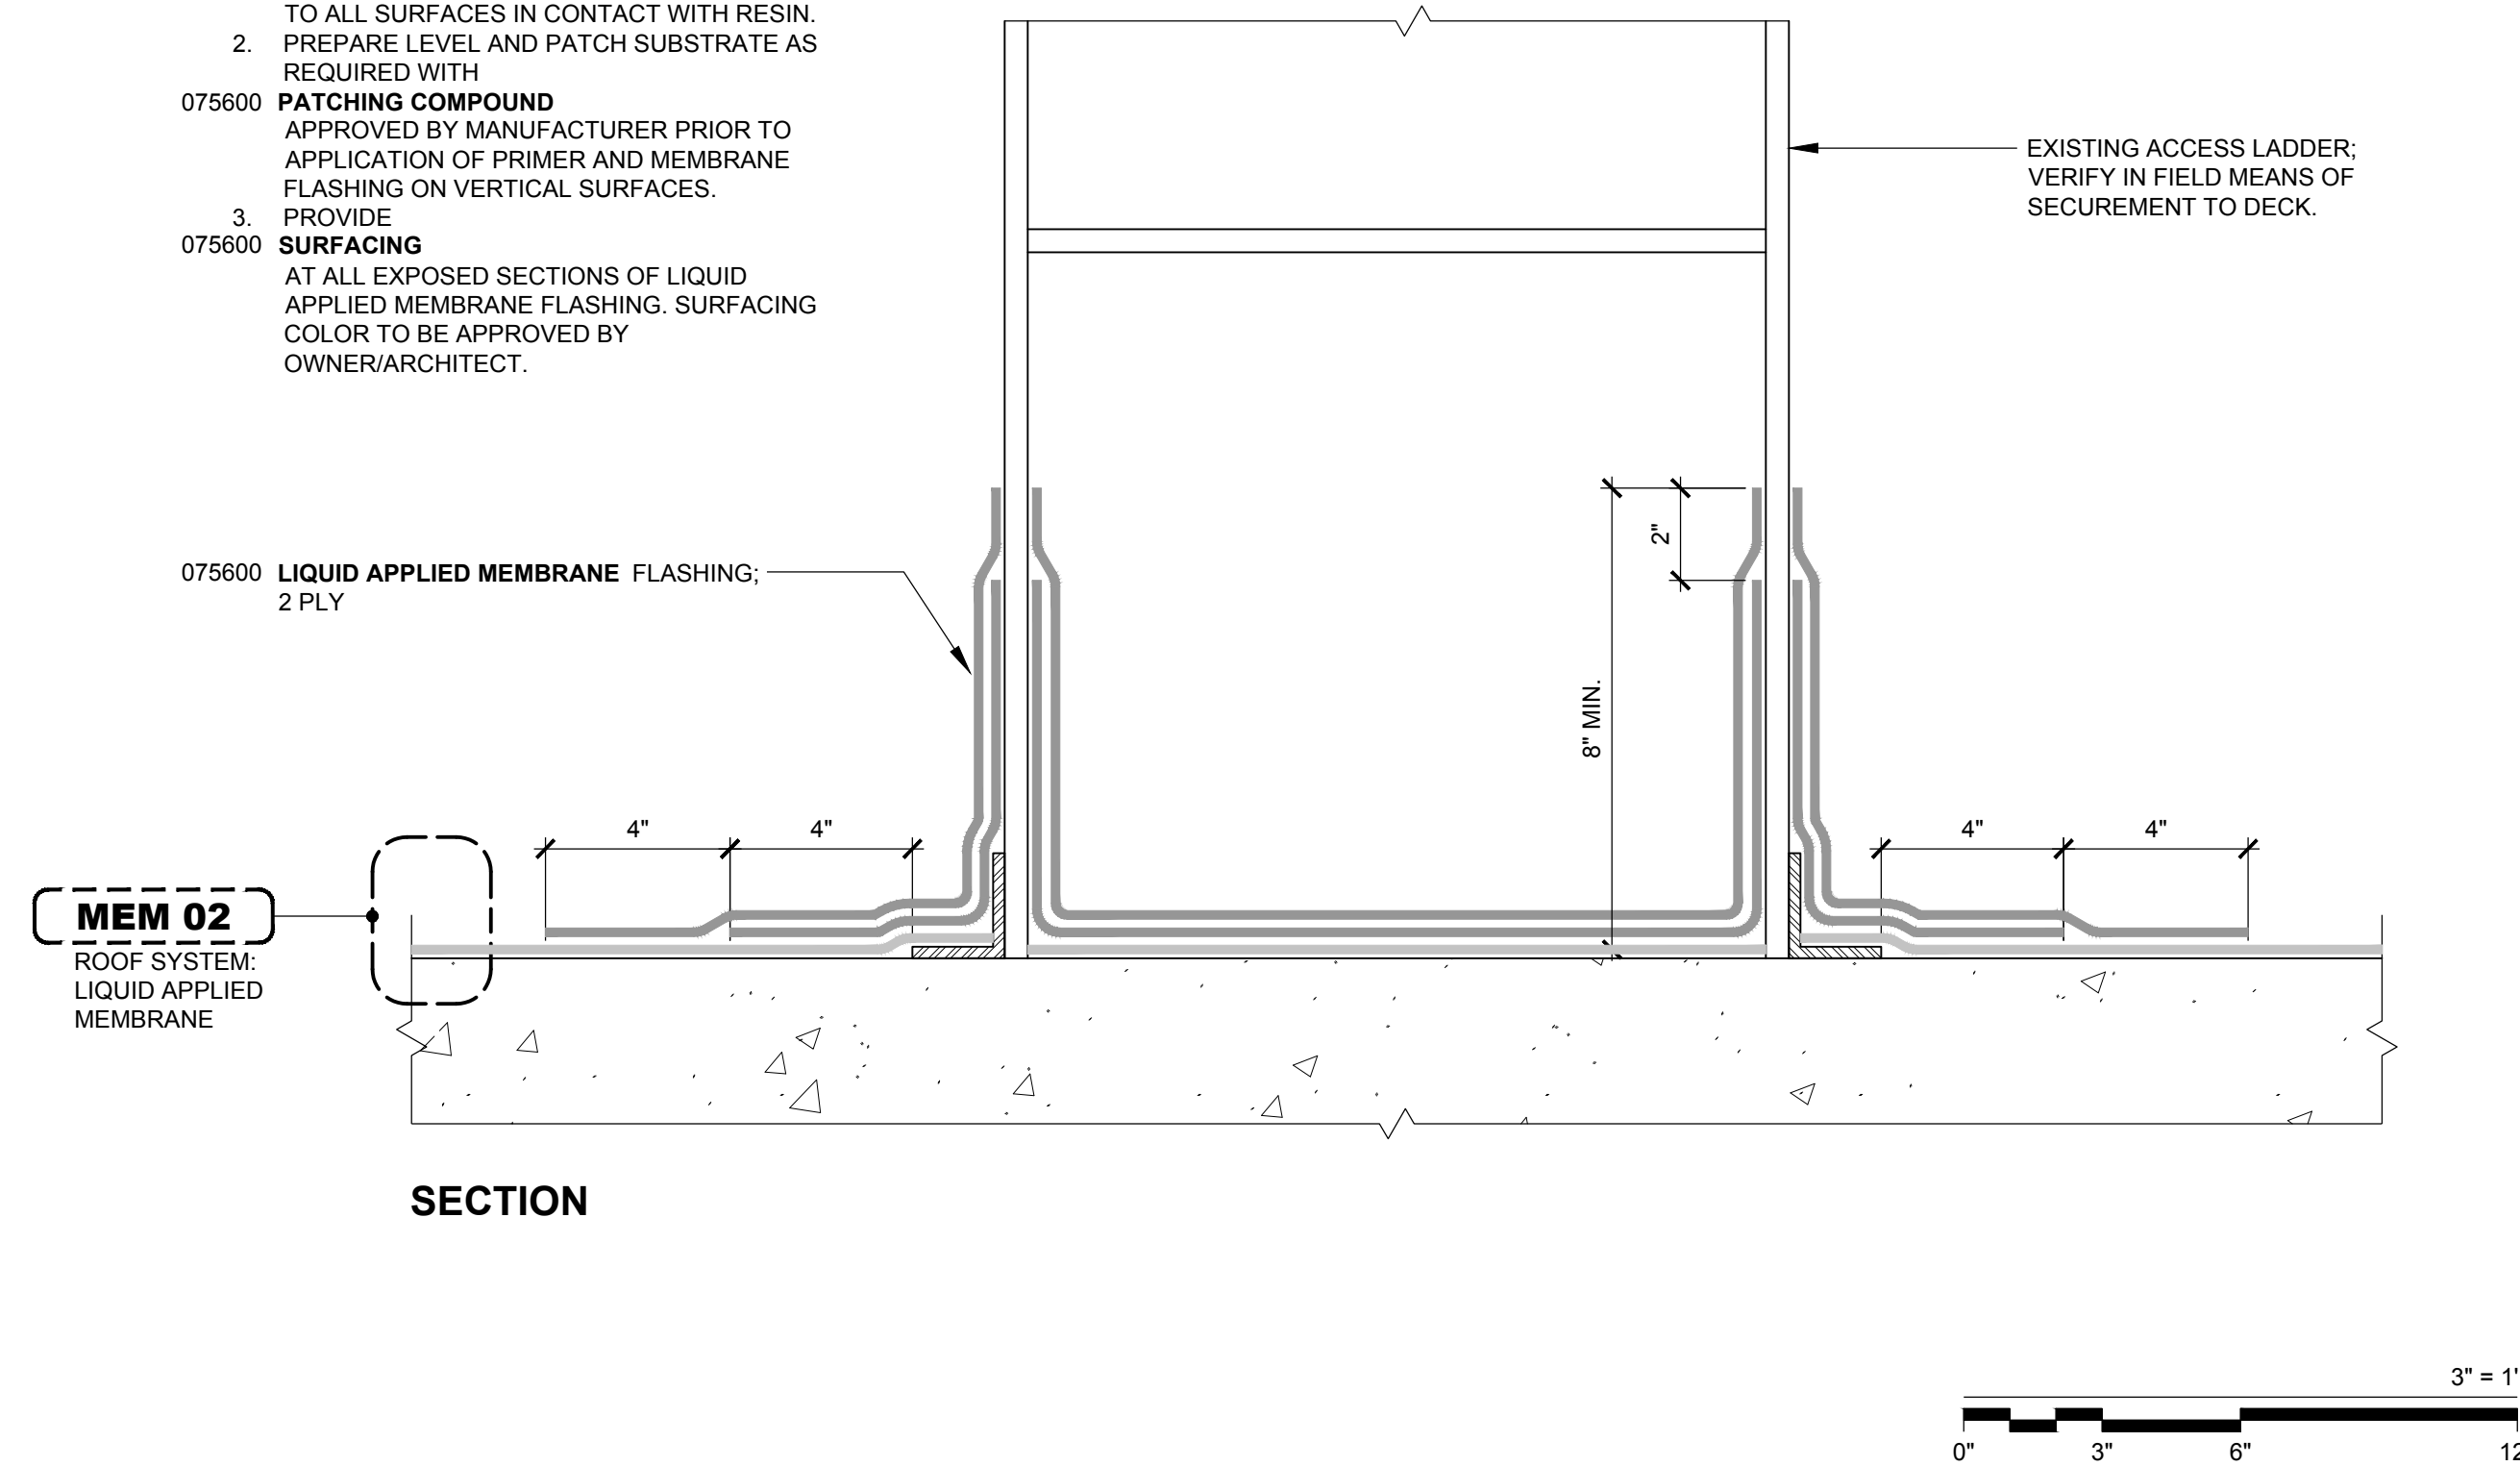 TO ALL SURFACES IN CONTACT WITH RESIN.
2. PREPARE LEVEL AND PATCH SUBSTRATE AS
REQUIRED WITH
075600 PATCHING COMPOUND
APPROVED BY MANUFACTURER PRIOR TO
APPLICATION OF PRIMER AND MEMBRANE
FLASHING ON VERTICAL SURFACES.
3. PROVIDE
075600 SURFACING
AT ALL EXPOSED SECTIONS OF LIQUID
APPLIED MEMBRANE FLASHING. SURFACING
COLOR TO BE APPROVED BY
OWNER/ARCHITECT.
EXISTING ACCESS LADDER;
VERIFY IN FIELD MEANS OF
SECUREMENT TO DECK.
075600 LIQUID APPLIED MEMBRANE FLASHING;
2 PLY
2"
8" MIN.
4" 4"
4" 4"
MEM 02
ROOF SYSTEM:
LIQUID APPLIED
MEMBRANE
SECTION
3" = 1'
0" 3" 6" 12